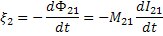 ξ₂ = −dΦ₂₁/dt = −M₂₁ dI₂₁/dt